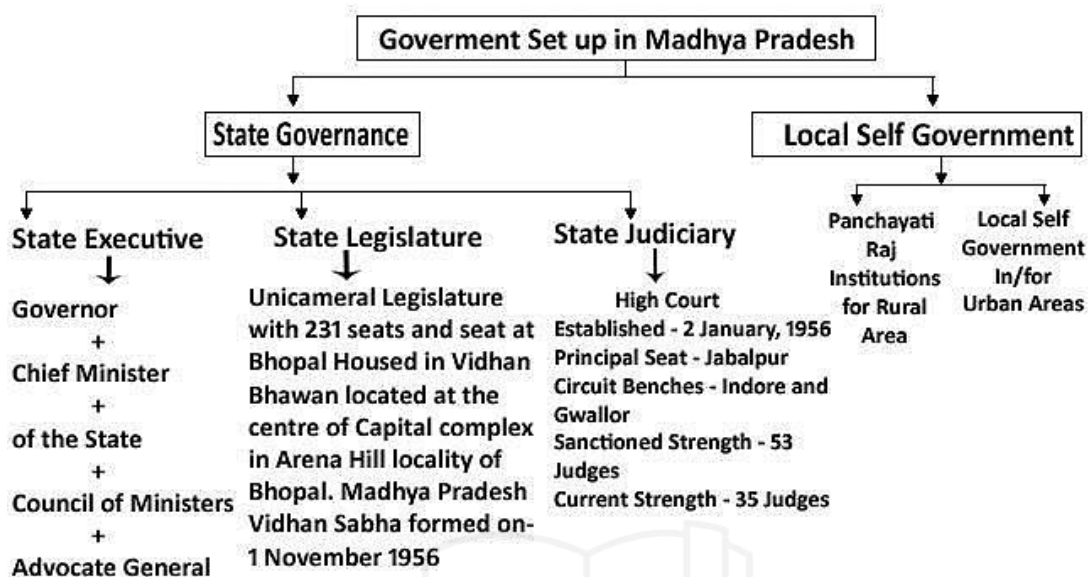 Goverment Set up in Madhya Pradesh
State Governance
Local Self Government
State Executive
Governor
+
Chief Minister
+
of the State
+
Council of Ministers
+
Advocate General
State Legislature
Unicameral Legislature
with 231 seats and seat at
Bhopal Housed in Vidhan
Bhawan located at the
centre of Capital complex
in Arena Hill locality of
Bhopal. Madhya Pradesh
Vidhan Sabha formed on-
1 November 1956
State Judiciary
High Court
Established - 2 January, 1956
Principal Seat - Jabalpur
Circuit Benches - Indore and
Gwallor
Sanctioned Strength - 53
Judges
Current Strength - 35 Judges
Panchayati
Raj
Institutions
for Rural
Area
Local Self
Government
In/for
Urban Areas